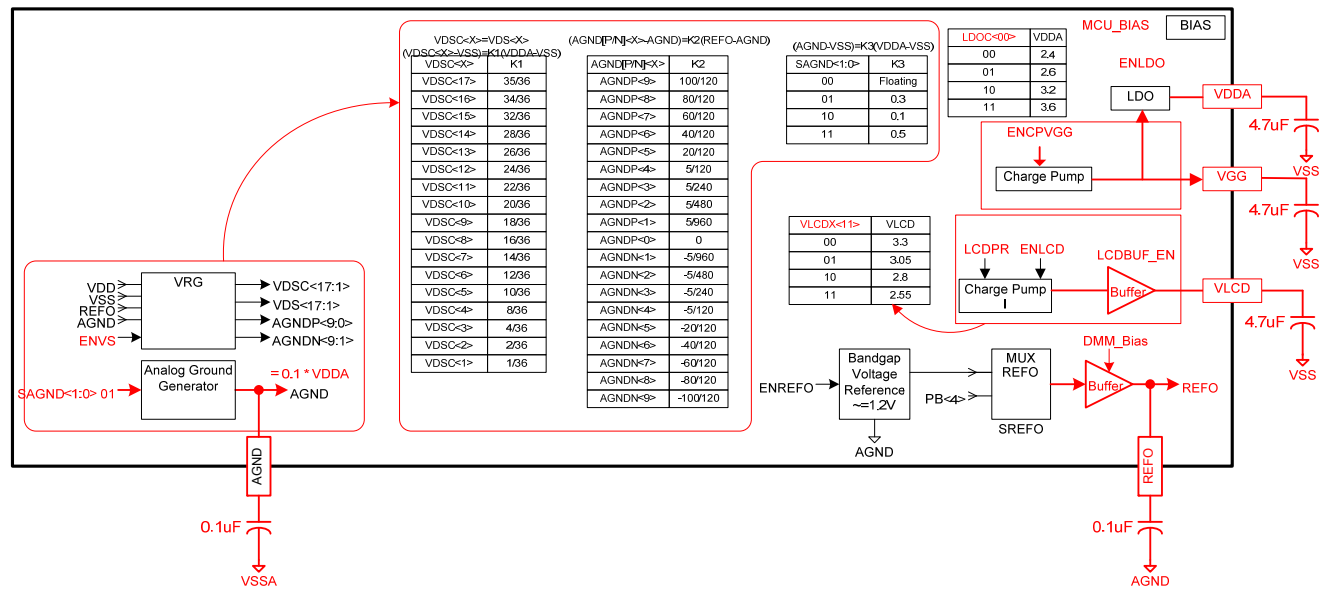 MCU_BIAS
BIAS
VDSC<X>=VDS<X>
(VDSC<X>-VSS)=K1(VDDA-VSS)
VDSC<X> K1
VDSC<17> 35/36
VDSC<16> 34/36
VDSC<15> 32/36
VDSC<14> 28/36
VDSC<13> 26/36
VDSC<12> 24/36
VDSC<11> 22/36
VDSC<10> 20/36
VDSC<9> 18/36
VDSC<8> 16/36
VDSC<7> 14/36
VDSC<6> 12/36
VDSC<5> 10/36
VDSC<4> 8/36
VDSC<3> 4/36
VDSC<2> 2/36
VDSC<1> 1/36
(AGND[P/N]<X>-AGND)=K2(REFO-AGND)
AGND[P/N]<X> K2
AGNDP<9> 100/120
AGNDP<8> 80/120
AGNDP<7> 60/120
AGNDP<6> 40/120
AGNDP<5> 20/120
AGNDP<4> 5/120
AGNDP<3> 5/240
AGNDP<2> 5/480
AGNDP<1> 5/960
AGNDP<0> 0
AGNDN<1> -5/960
AGNDN<2> -5/480
AGNDN<3> -5/240
AGNDN<4> -5/120
AGNDN<5> -20/120
AGNDN<6> -40/120
AGNDN<7> -60/120
AGNDN<8> -80/120
AGNDN<9> -100/120
(AGND-VSS)=K3(VDDA-VSS)
SAGND<1:0> K3
00 Floating
01 0.3
10 0.1
11 0.5
LDOC<00> VDDA
00 2.4
01 2.6
10 3.2
11 3.6
ENLDO
LDO
VDDA
4.7uF
VSS
ENCPVGG
Charge Pump
VGG
4.7uF
VSS
VLCDX<11> VLCD
00 3.3
01 3.05
10 2.8
11 2.55
LCDPR ENLCD LCDBUF_EN
Charge Pump
I
Buffer
VLCD
4.7uF
VSS
VRG
VDD
VSS
REFO
AGND
ENVS
VDSC<17:1>
VDS<17:1>
AGNDP<9:0>
AGNDN<9:1>
Analog Ground
Generator
SAGND<1:0> 01
= 0.1 * VDDA
AGND
AGND
0.1uF
VSSA
ENREFO
Bandgap
Voltage
Reference
~=1.2V
AGND
MUX
REFO
PB<4>
SREFO
DMM_Bias
Buffer
REFO
REFO
0.1uF
AGND